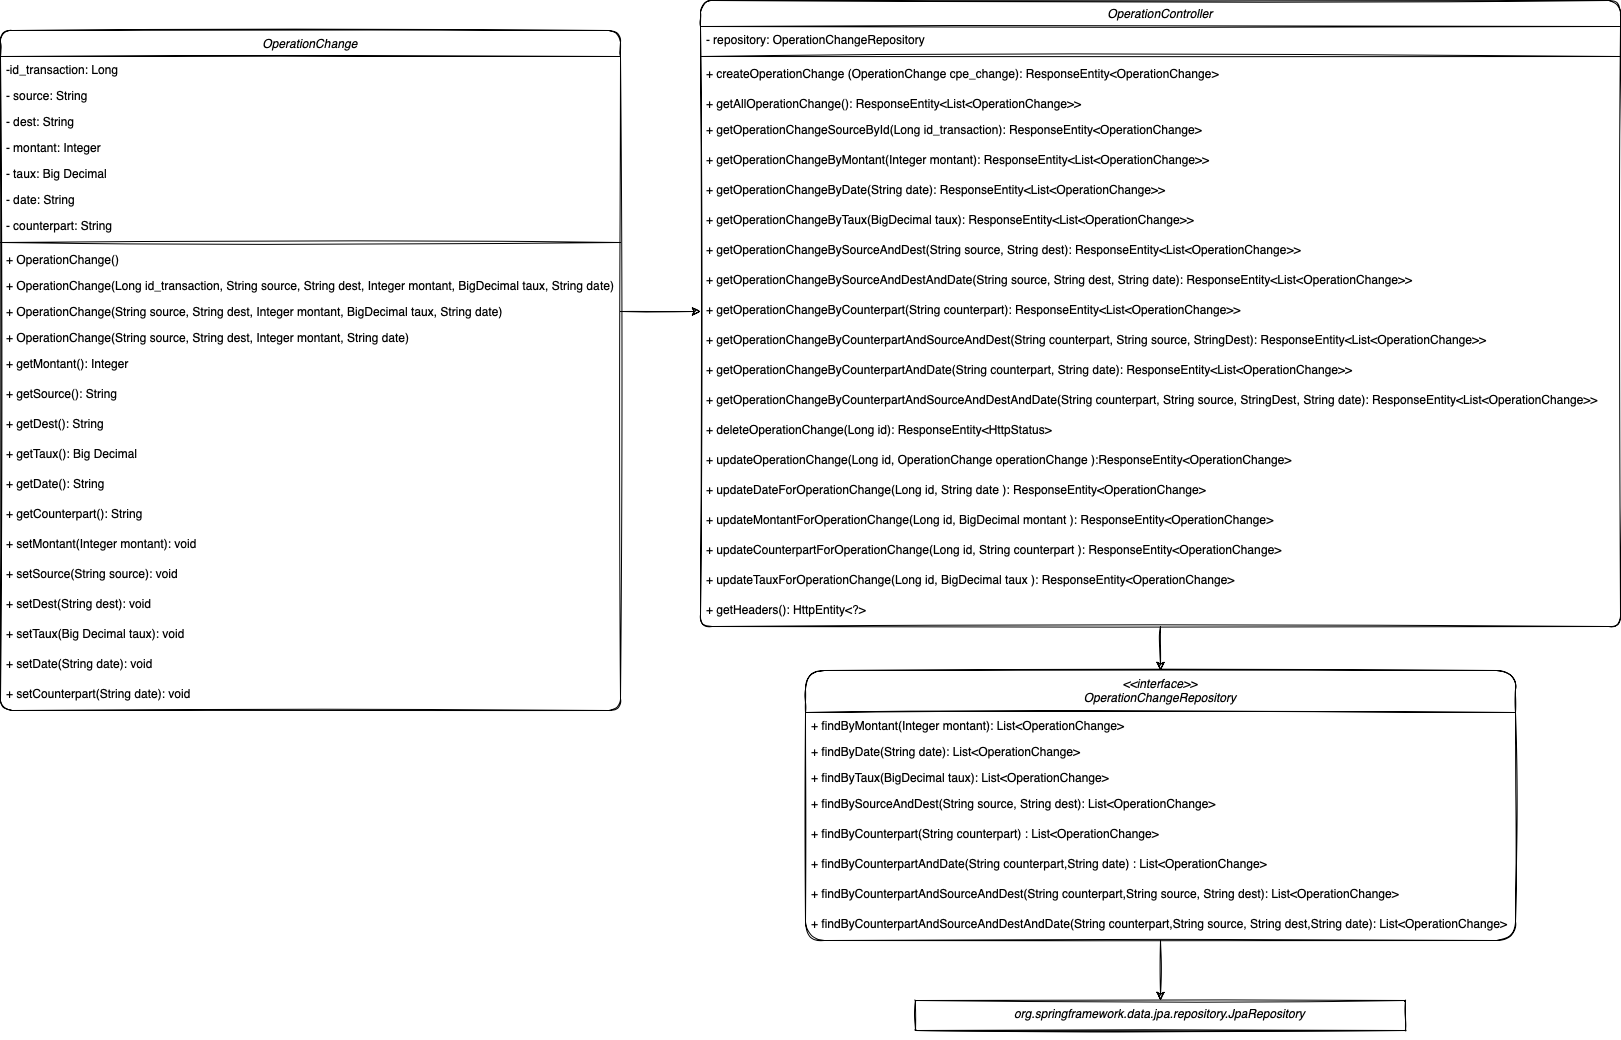 OperationChange
-id_transaction: Long
- source: String
- dest: String
- montant: Integer
- taux: Big Decimal
- date: String
- counterpart: String
+ OperationChange()
+ OperationChange(Long id_transaction, String source, String dest, Integer montant, BigDecimal taux, String date)
+ OperationChange(String source, String dest, Integer montant, BigDecimal taux, String date)
+ OperationChange(String source, String dest, Integer montant, String date)
+ getMontant(): Integer
+ getSource(): String
+ getDest(): String
+ getTaux(): Big Decimal
+ getDate(): String
+ getCounterpart(): String
+ setMontant(Integer montant): void
+ setSource(String source): void
+ setDest(String dest): void
+ setTaux(Big Decimal taux): void
+ setDate(String date): void
+ setCounterpart(String date): void
OperationController
- repository: OperationChangeRepository
+ createOperationChange (OperationChange cpe_change): ResponseEntity<OperationChange>
+ getAllOperationChange(): ResponseEntity<List<OperationChange>>
+ getOperationChangeSourceById(Long id_transaction): ResponseEntity<OperationChange>
+ getOperationChangeByMontant(Integer montant): ResponseEntity<List<OperationChange>>
+ getOperationChangeByDate(String date): ResponseEntity<List<OperationChange>>
+ getOperationChangeByTaux(BigDecimal taux): ResponseEntity<List<OperationChange>>
+ getOperationChangeBySourceAndDest(String source, String dest): ResponseEntity<List<OperationChange>>
+ getOperationChangeBySourceAndDestAndDate(String source, String dest, String date): ResponseEntity<List<OperationChange>>
+ getOperationChangeByCounterpart(String counterpart): ResponseEntity<List<OperationChange>>
+ getOperationChangeByCounterpartAndSourceAndDest(String counterpart, String source, StringDest): ResponseEntity<List<OperationChange>>
+ getOperationChangeByCounterpartAndDate(String counterpart, String date): ResponseEntity<List<OperationChange>>
+ getOperationChangeByCounterpartAndSourceAndDestAndDate(String counterpart, String source, StringDest, String date): ResponseEntity<List<OperationChange>>
+ deleteOperationChange(Long id): ResponseEntity<HttpStatus>
+ updateOperationChange(Long id, OperationChange operationChange ):ResponseEntity<OperationChange>
+ updateDateForOperationChange(Long id, String date ): ResponseEntity<OperationChange>
+ updateMontantForOperationChange(Long id, BigDecimal montant ): ResponseEntity<OperationChange>
+ updateCounterpartForOperationChange(Long id, String counterpart ): ResponseEntity<OperationChange>
+ updateTauxForOperationChange(Long id, BigDecimal taux ): ResponseEntity<OperationChange>
+ getHeaders(): HttpEntity<?>
<<interface>>
OperationChangeRepository
+ findByMontant(Integer montant): List<OperationChange>
+ findByDate(String date): List<OperationChange>
+ findByTaux(BigDecimal taux): List<OperationChange>
+ findBySourceAndDest(String source, String dest): List<OperationChange>
+ findByCounterpart(String counterpart) : List<OperationChange>
+ findByCounterpartAndDate(String counterpart,String date) : List<OperationChange>
+ findByCounterpartAndSourceAndDest(String counterpart,String source, String dest): List<OperationChange>
+ findByCounterpartAndSourceAndDestAndDate(String counterpart,String source, String dest,String date): List<OperationChange>
org.springframework.data.jpa.repository.JpaRepository